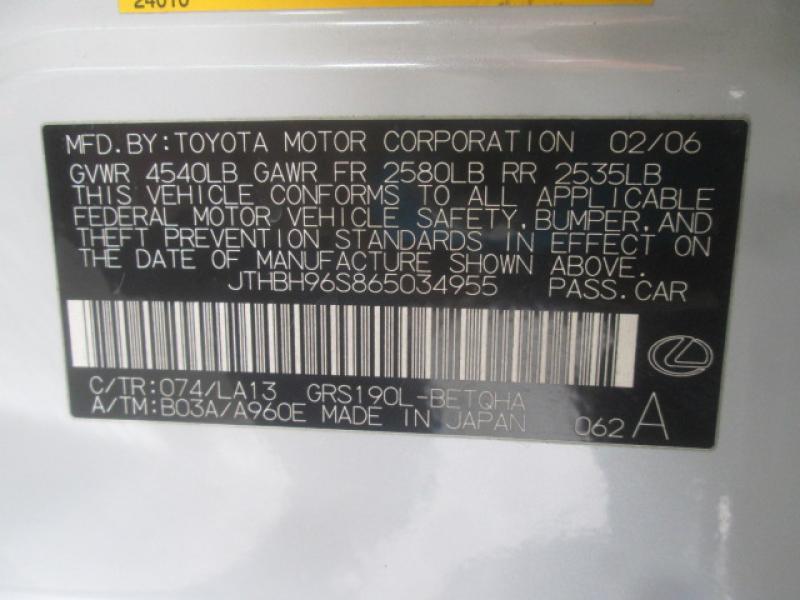 24010
MFD.BY:TOYOTA MOTOR CORPORATION 02/06
GVWR 4540LB GAWR FR 2580LB RR 2535LB
THIS VEHICLE CONFORMS TO ALL APPLICABLE
FEDERAL MOTOR VEHICLE SAFETY,BUMPER,AND
THEFT PREVENTION STANDARDS IN EFFECT ON
THE DATE OF MANUFACTURE SHOWN ABOVE.
JTHBH96S865034955 PASS.CAR
C/TR:074/LA13 GRS190L-BETQHA
A/TM:B03A/A960E MADE IN JAPAN 062 A